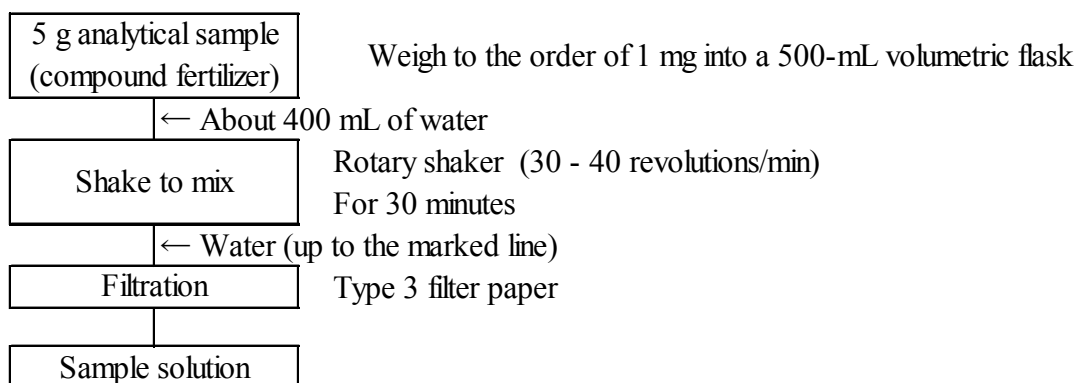 5 g analytical sample
(compound fertilizer)
Weigh to the order of 1 mg into a 500-mL volumetric flask
← About 400 mL of water
Shake to mix
Rotary shaker (30 - 40 revolutions/min)
For 30 minutes
← Water (up to the marked line)
Filtration
Type 3 filter paper
Sample solution